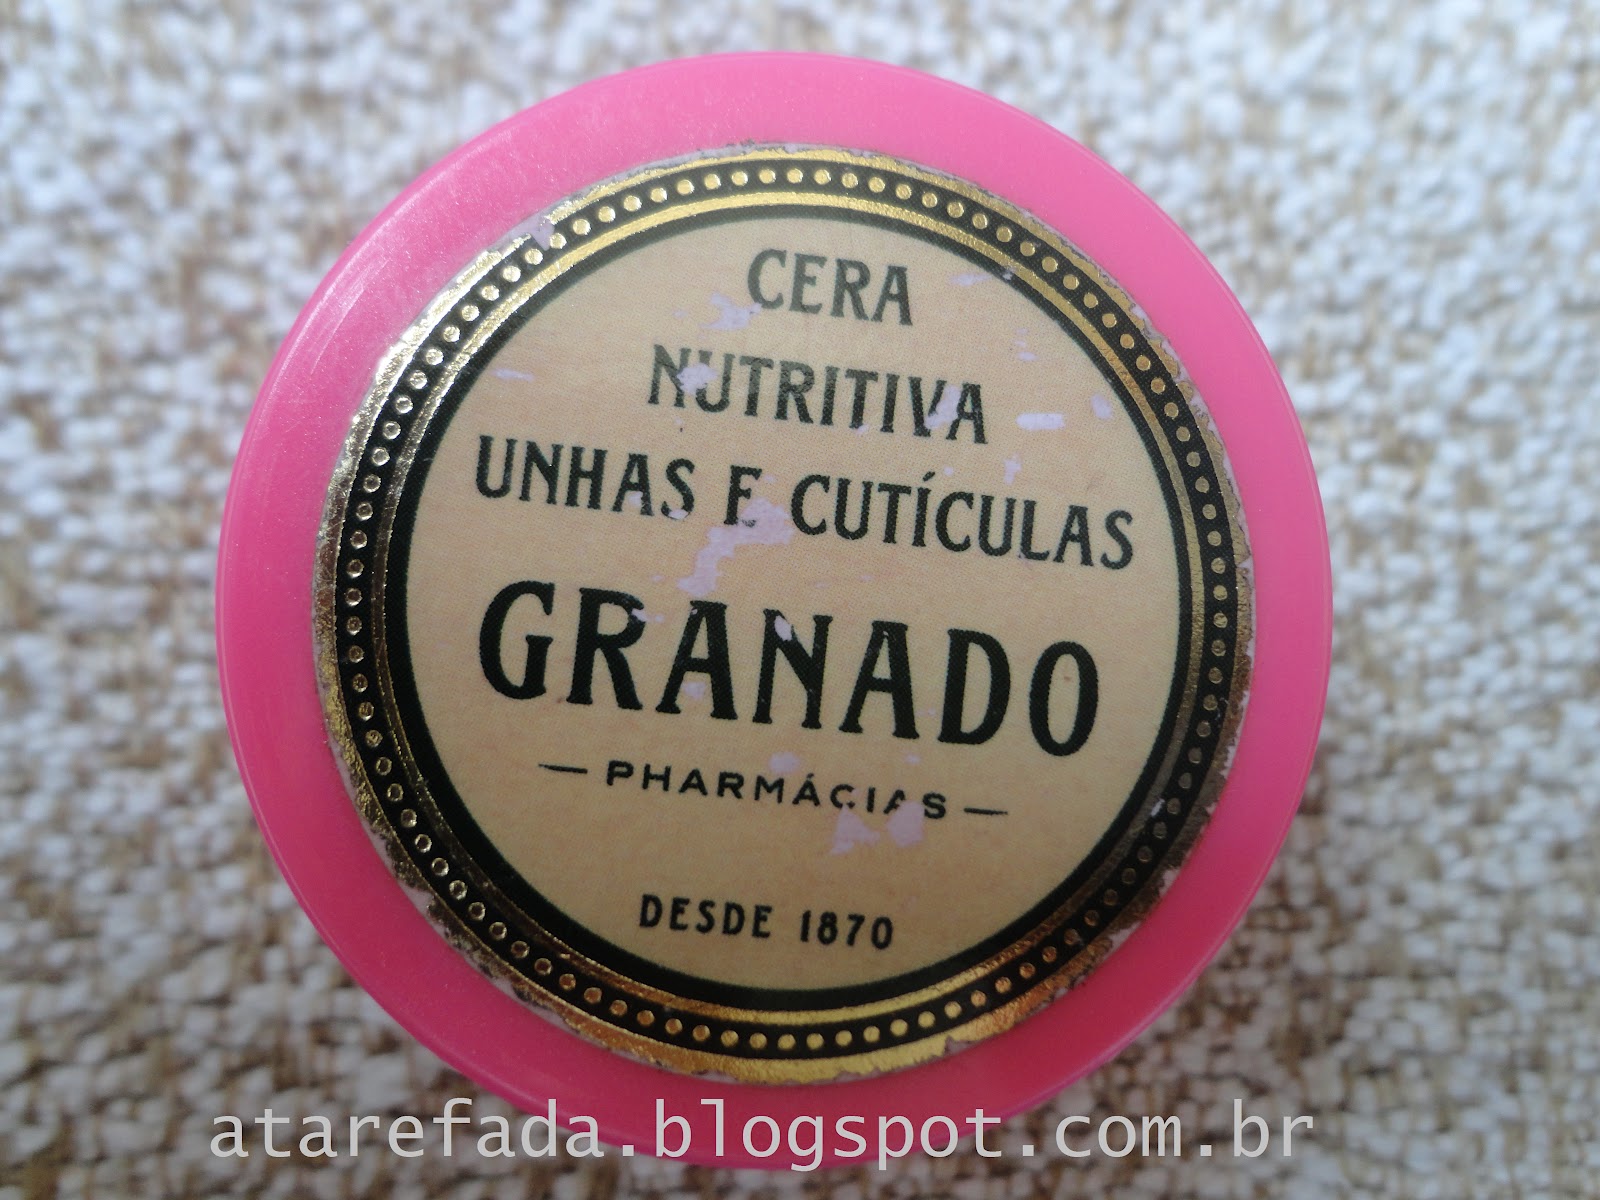 CERA
NUTRITIVA
UNHAS E CUTÍCULAS
GRANADO
— PHARMÁCIAS —
DESDE 1870
atarefada.blogspot.com.br